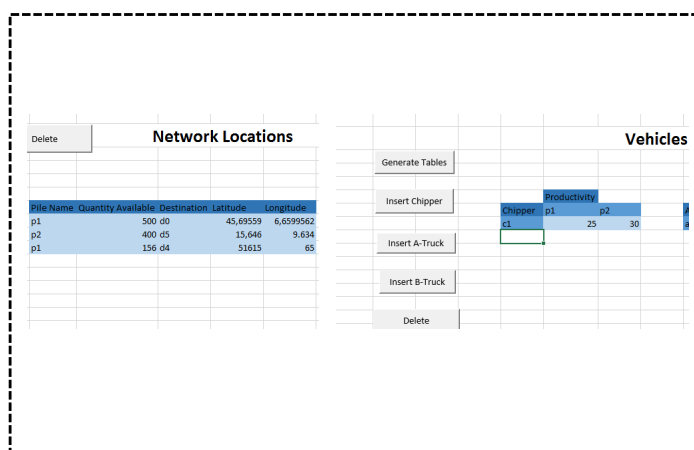 Delete
Network Locations
Pile Name Quantity Available Destination Latitude Longitude
p1 500 d0 45,69559 6,6599562
p2 400 d5 15,646 9.634
p1 156 d4 51615 65
Vehicles
Generate Tables
Insert Chipper
Insert A-Truck
Insert B-Truck
Delete
Productivity
Chipper p1 p2
c1 25 30